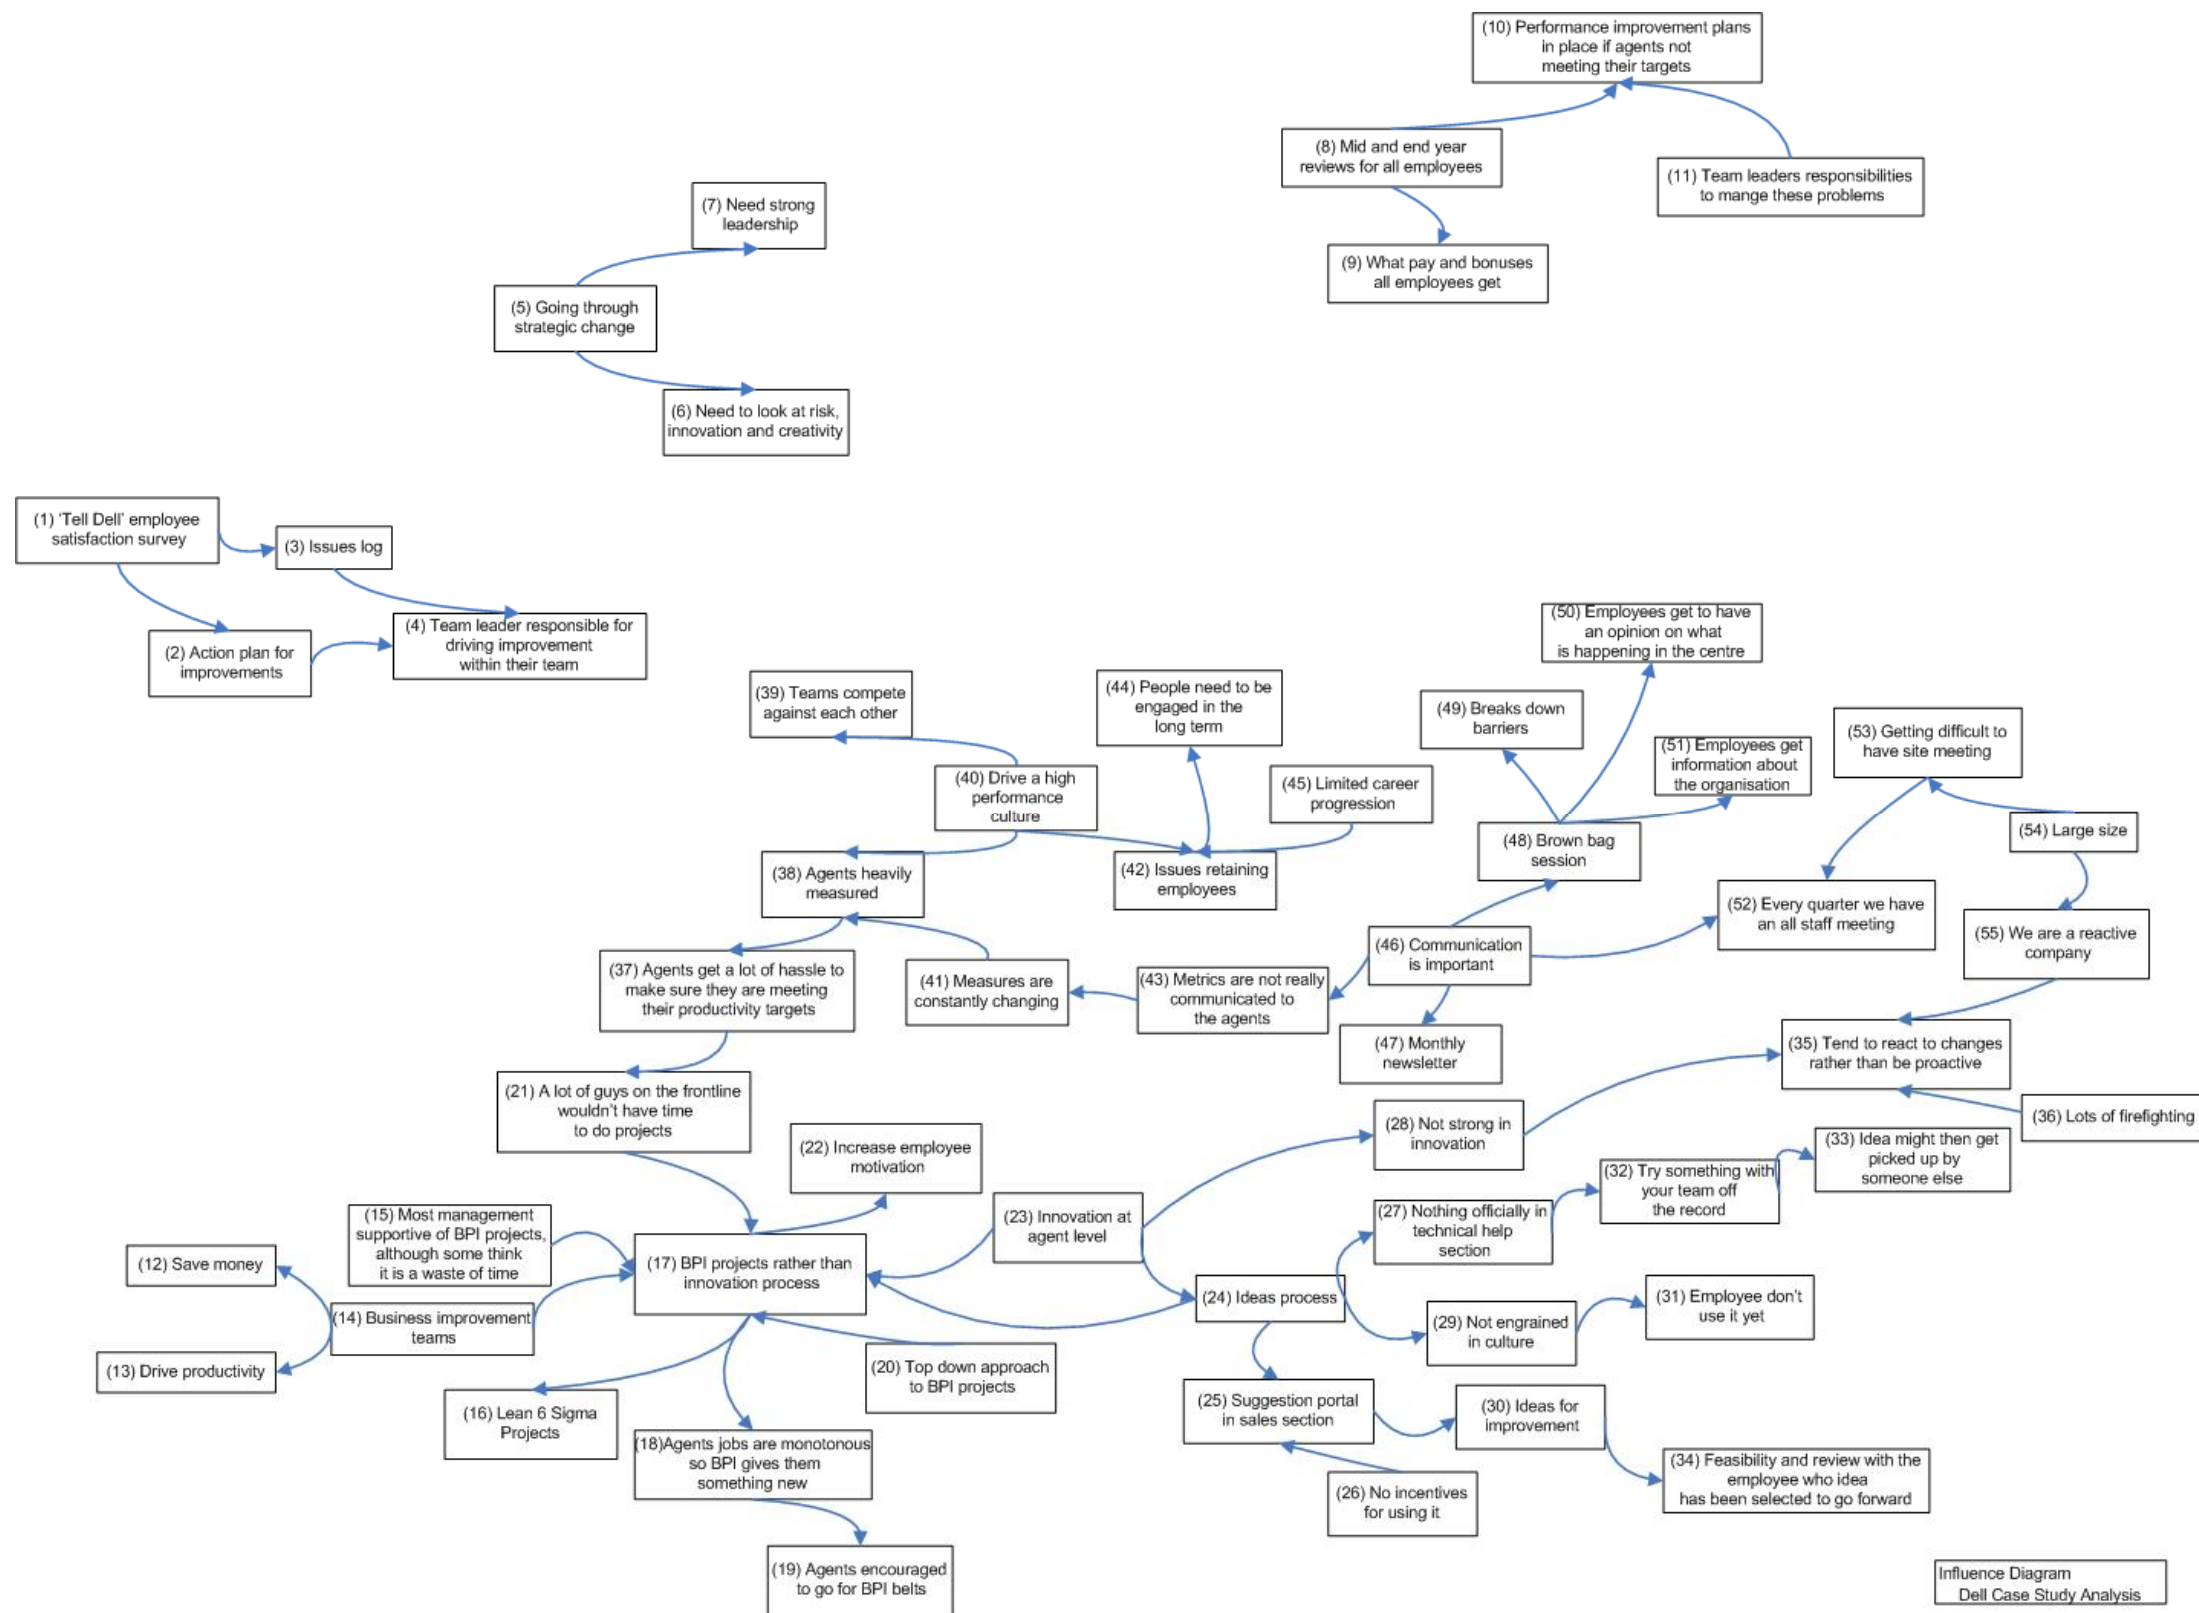 (10) Performance improvement plans
in place if agents not
meeting their targets
(8) Mid and end year
reviews for all employees
(11) Team leaders responsibilities
to mange these problems
(7) Need strong
leadership
(9) What pay and bonuses
all employees get
(5) Going through
strategic change
(6) Need to look at risk,
innovation and creativity
(1) 'Tell Dell' employee
satisfaction survey
(3) Issues log
(2) Action plan for
improvements
(4) Team leader responsible for
driving improvement
within their team
(50) Employees get to have
an opinion on what
is happening in the centre
(39) Teams compete
against each other
(44) People need to be
engaged in the
long term
(49) Breaks down
barriers
(51) Employees get
information about
the organisation
(53) Getting difficult to
have site meeting
(40) Drive a high
performance
culture
(45) Limited career
progression
(54) Large size
(48) Brown bag
session
(38) Agents heavily
measured
(42) Issues retaining
employees
(52) Every quarter we have
an all staff meeting
(55) We are a reactive
company
(46) Communication
is important
(37) Agents get a lot of hassle to
make sure they are meeting
their productivity targets
(41) Measures are
constantly changing
(43) Metrics are not really
communicated to
the agents
(47) Monthly
newsletter
(35) Tend to react to changes
rather than be proactive
(21) A lot of guys on the frontline
wouldn't have time
to do projects
(36) Lots of firefighting
(28) Not strong in
innovation
(22) Increase employee
motivation
(33) Idea might then get
picked up by
someone else
(32) Try something with
your team off
the record
(15) Most management
supportive of BPI projects,
although some think
it is a waste of time
(23) Innovation at
agent level
(27) Nothing officially in
technical help
section
(12) Save money
(17) BPI projects rather than
innovation process
(24) Ideas process
(31) Employee don't
use it yet
(14) Business improvement
teams
(29) Not engrained
in culture
(13) Drive productivity
(20) Top down approach
to BPI projects
(16) Lean 6 Sigma
Projects
(25) Suggestion portal
in sales section
(30) Ideas for
improvement
(18)Agents jobs are monotonous
so BPI gives them
something new
(34) Feasibility and review with the
employee who idea
has been selected to go forward
(26) No incentives
for using it
(19) Agents encouraged
to go for BPI belts
Influence Diagram
Dell Case Study Analysis